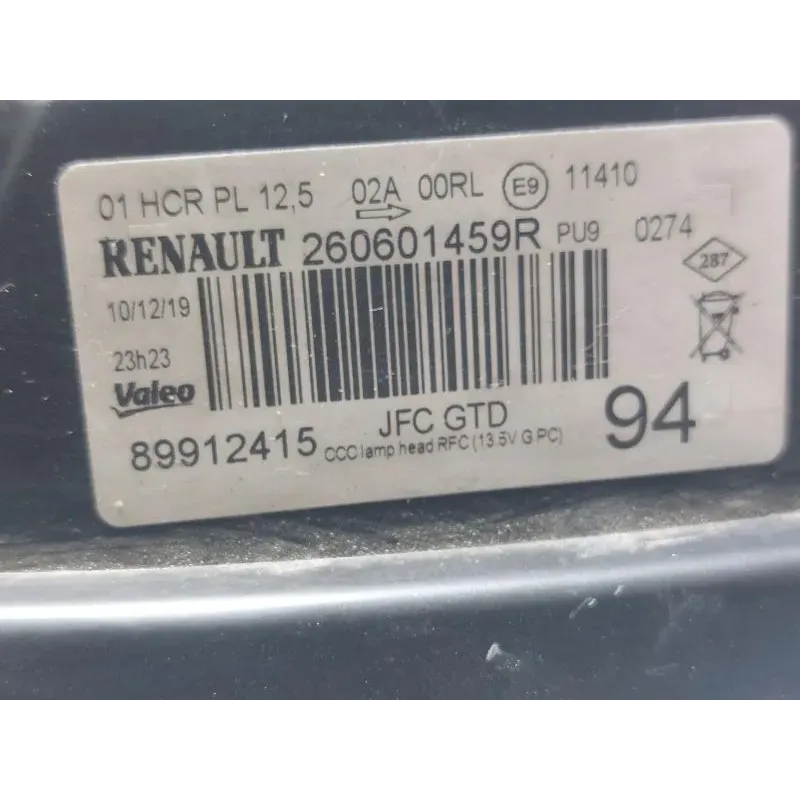 01 HCR PL 12,5 02A 00RL E9 11410
RENAULT 260601459R PU9 0274
287
10/12/19
23h23
Valeo
JFC GTD
89912415 CCC lamp head RFC (13.5V G PC) 94